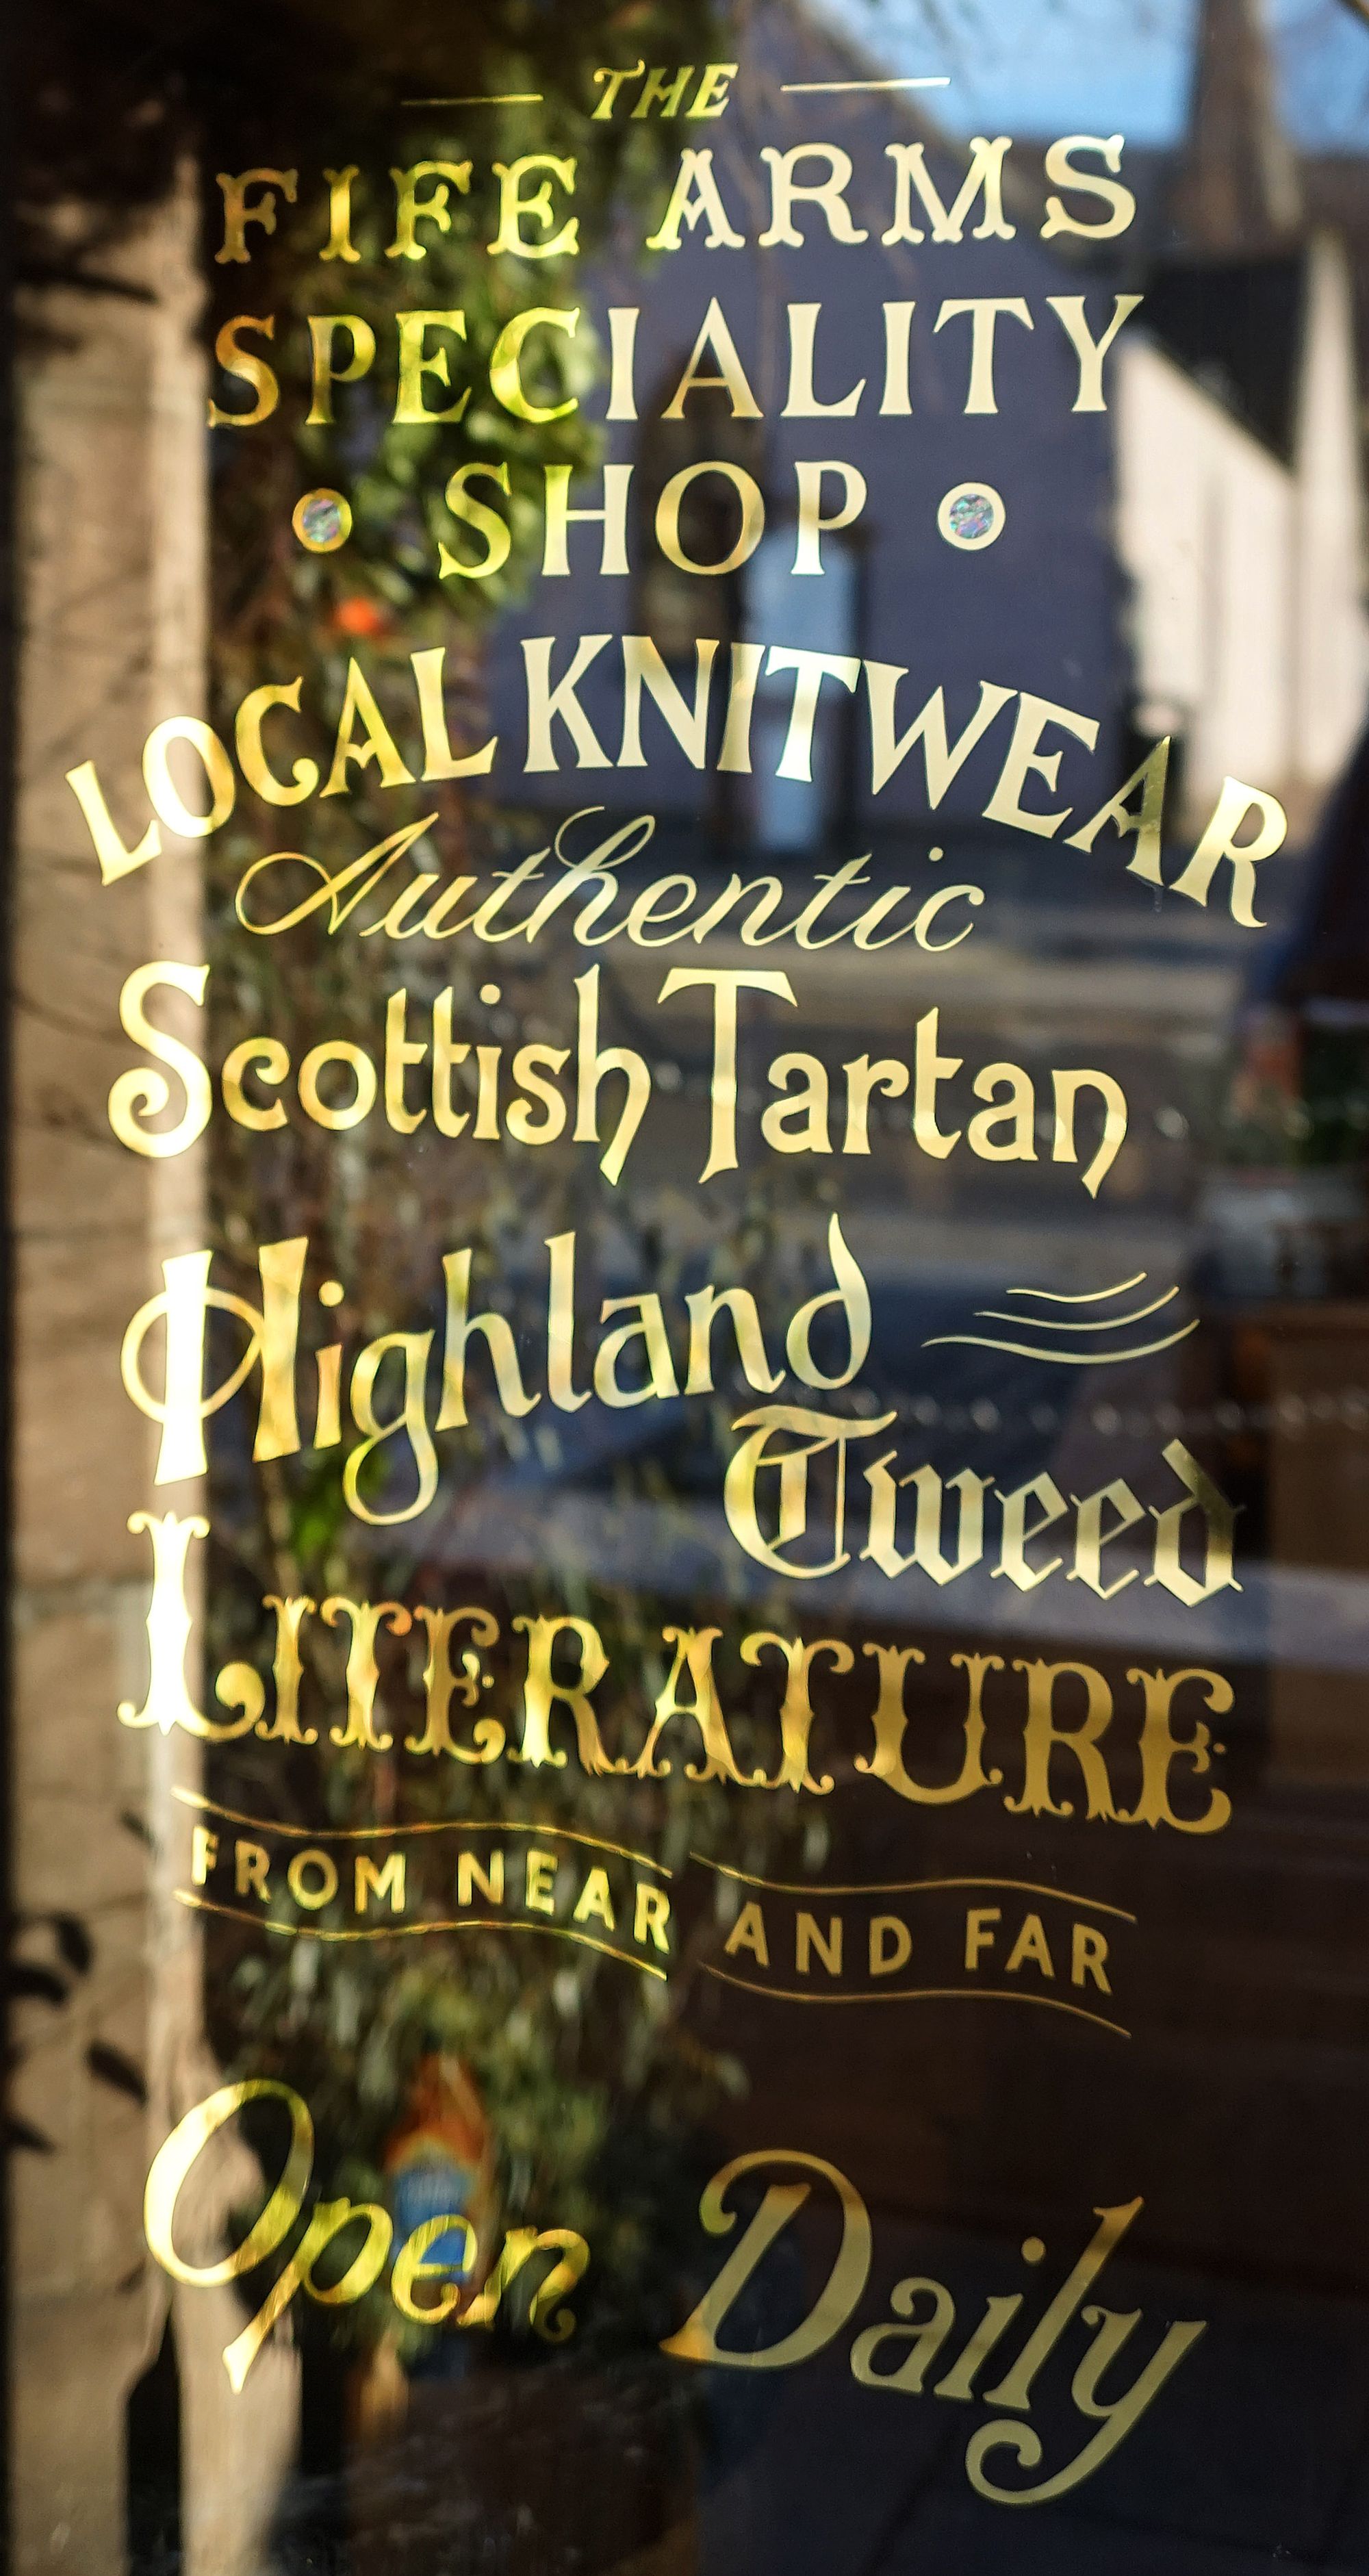 THE
FIFE ARMS
SPECIALITY
SHOP
LOCAL KNITWEAR
Authentic
Scottish Tartan
Highland
Tweed
LITERATURE
FROM NEAR AND FAR
Open Daily